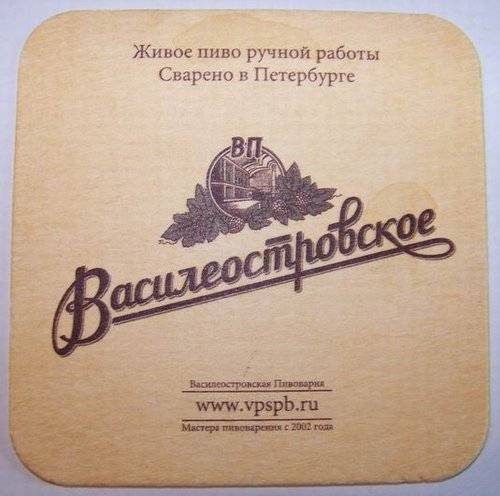 Живое пиво ручной работы
Сварено в Петербурге
ВП
Василеостровское
Василеостровская Пивоварня
www.vpspb.ru
Мастера пивоварения с 2002 года